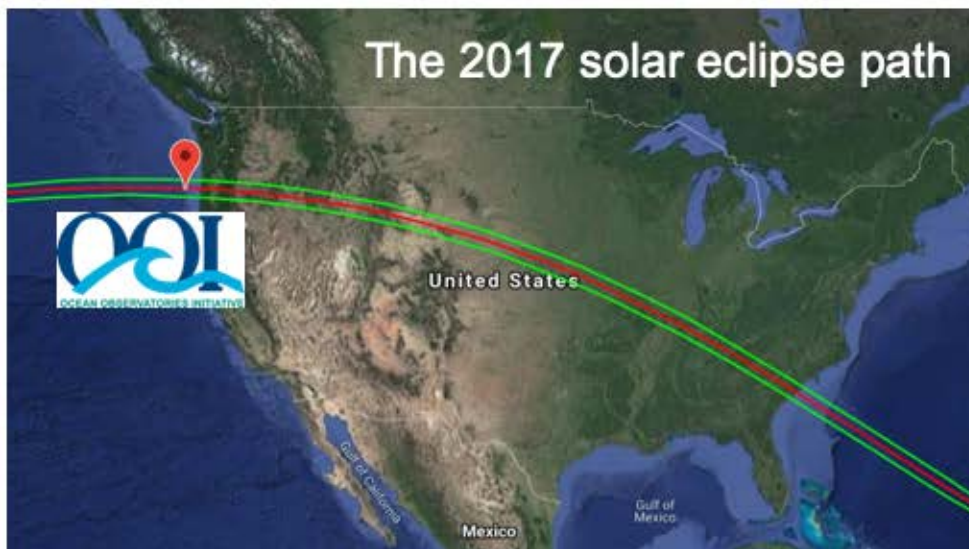 The 2017 solar eclipse path
OOI
OCEAN OBSERVATORIES INITIATIVE
United States
Gulf of California
Gulf of
Mexico
Mexico